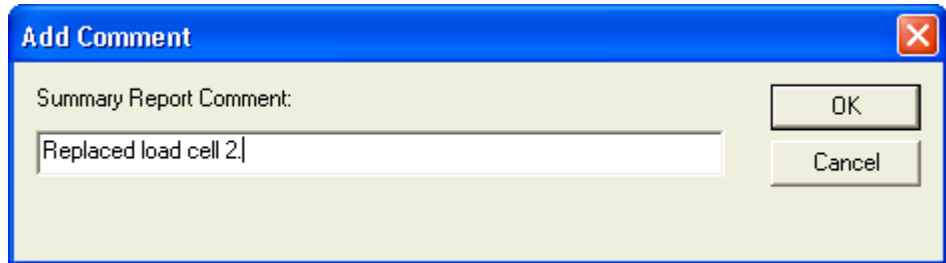 Add Comment
Summary Report Comment:
OK
Replaced load cell 2.
Cancel